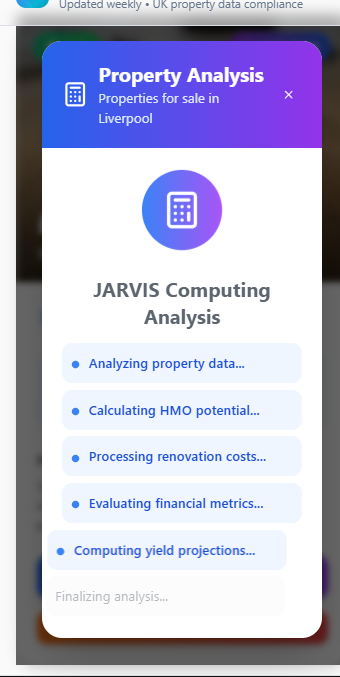 Updated weekly • UK property data compliance
Property Analysis
Properties for sale in
Liverpool
×
JARVIS Computing
Analysis
Analyzing property data...
Calculating HMO potential...
Processing renovation costs...
Evaluating financial metrics...
Computing yield projections...
Finalizing analysis...